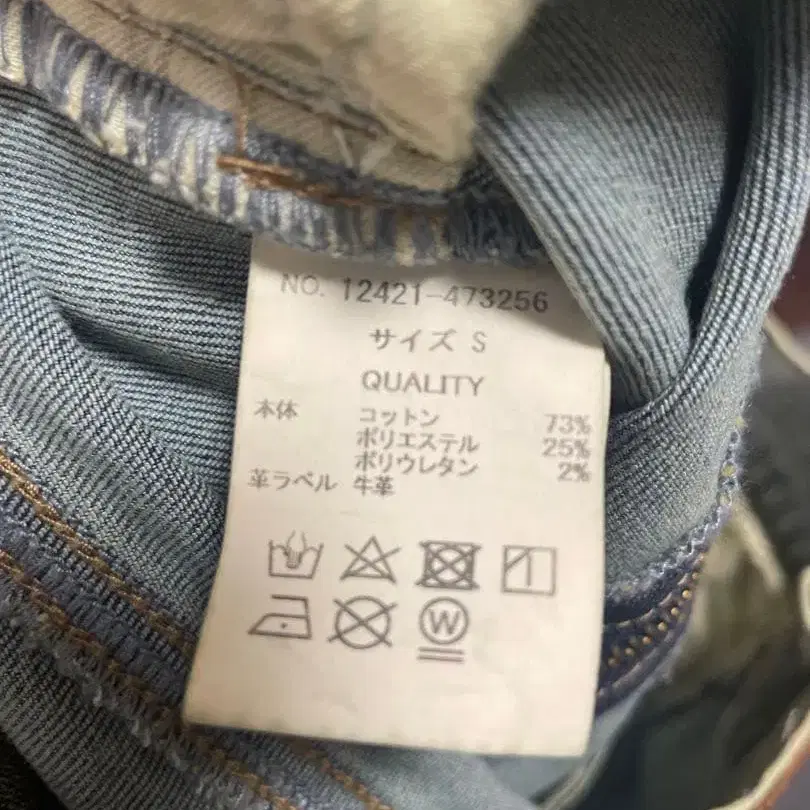 NO. 12421-473256
サイズ S
QUALITY
本体 コットン 73%
ポリエステル 25%
ポリウレタン 2%
革ラベル 牛革
W